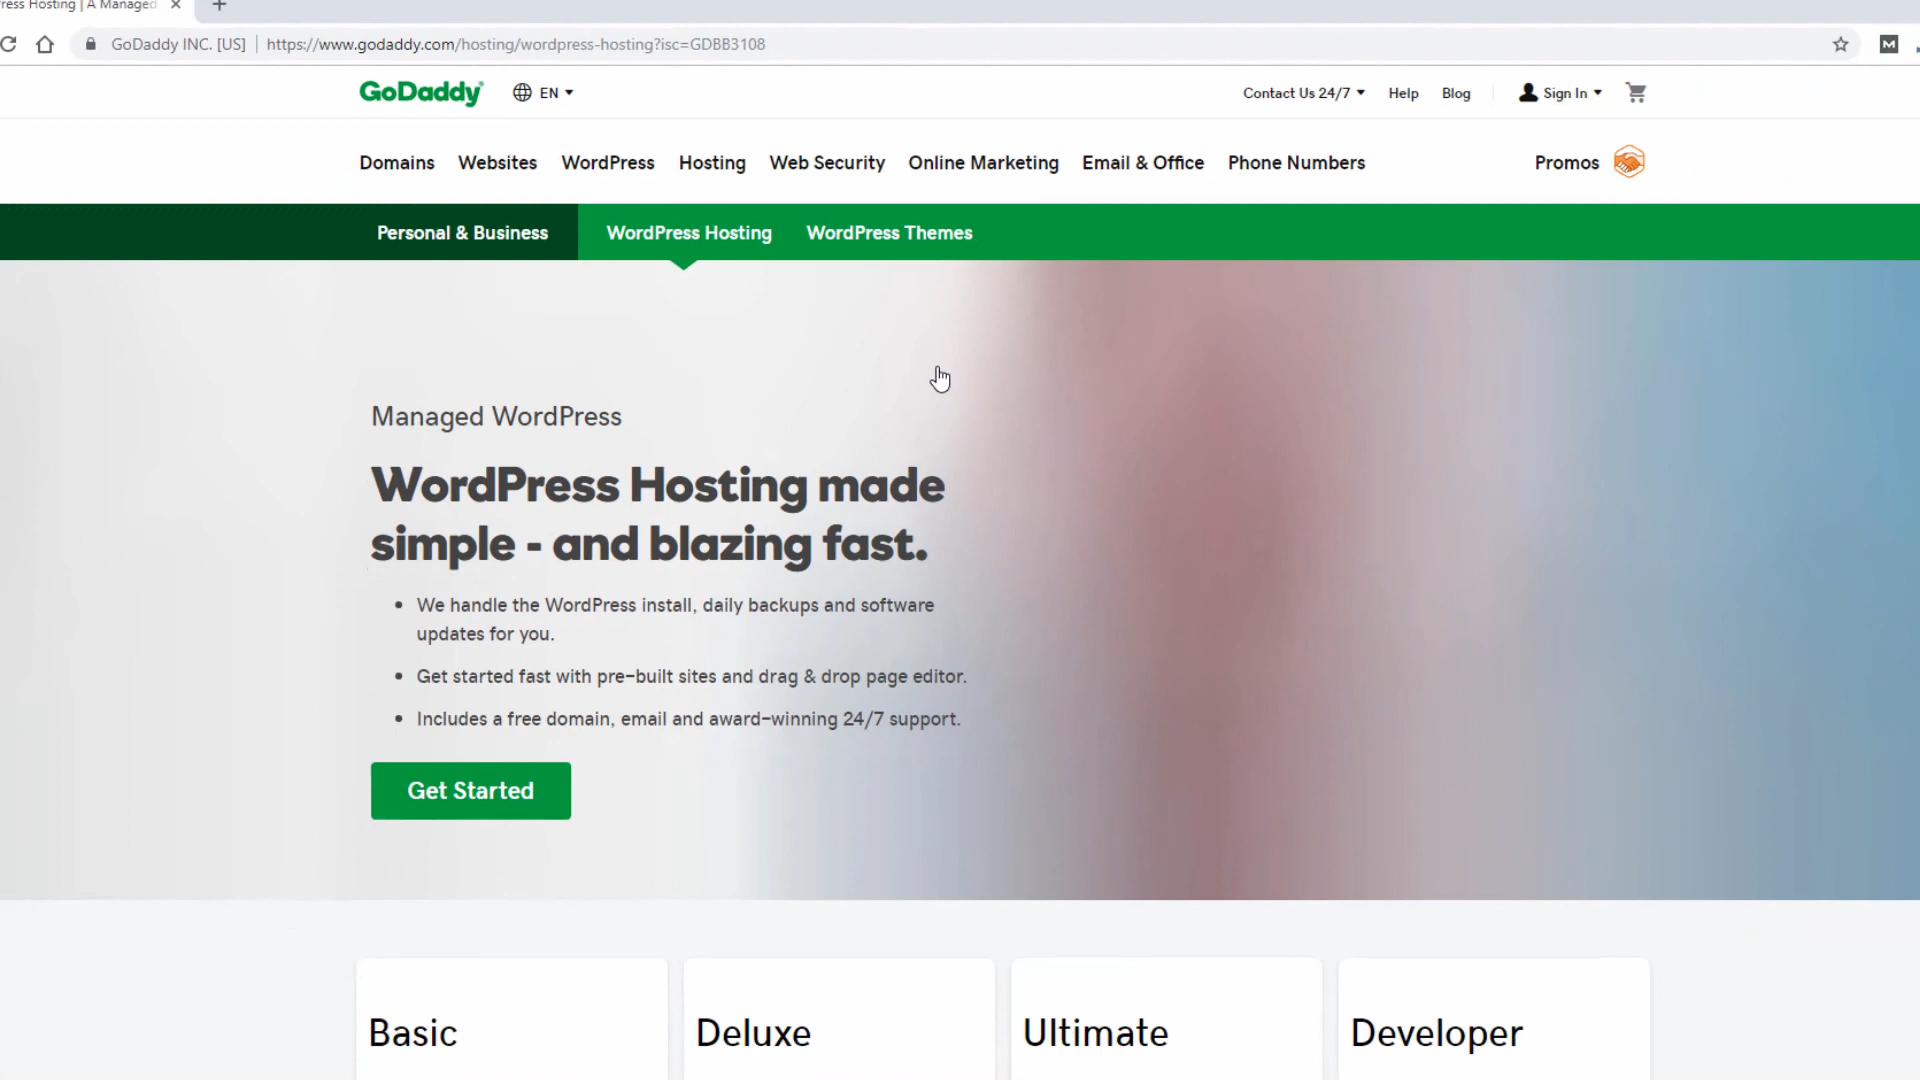 ress Hosting | A Managed
GoDaddy INC. [US] | https://www.godaddy.com/hosting/wordpress-hosting?isc=GDBB3108
M
GoDaddy EN Contact Us 24/7 Help Blog Sign In
Domains Websites WordPress Hosting Web Security Online Marketing Email & Office Phone Numbers Promos
Personal & Business WordPress Hosting WordPress Themes
Managed WordPress
WordPress Hosting made
simple - and blazing fast.
• We handle the WordPress install, daily backups and software
updates for you.
• Get started fast with pre-built sites and drag & drop page editor.
• Includes a free domain, email and award-winning 24/7 support.
Get Started
Basic Deluxe Ultimate Developer